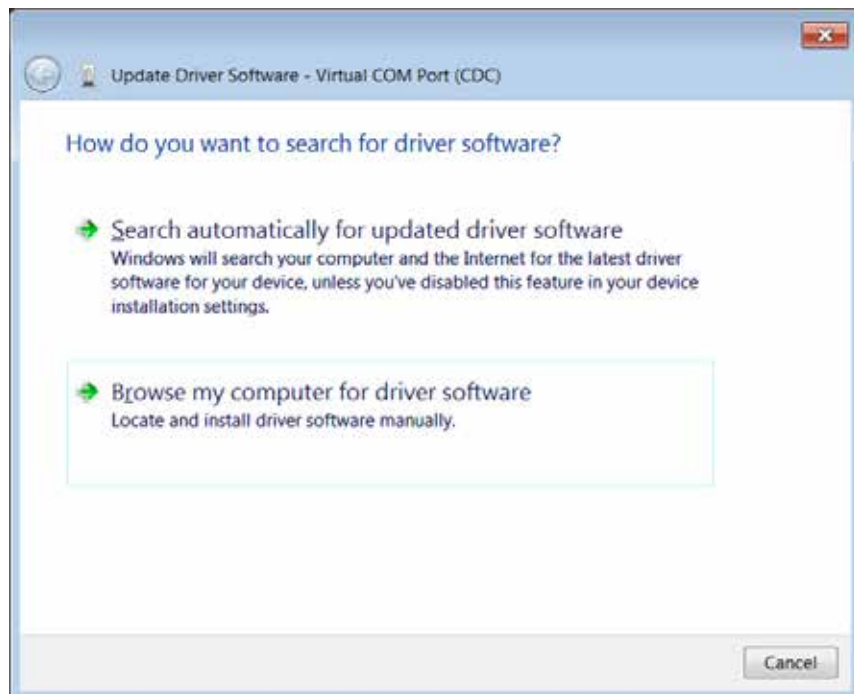 Update Driver Software - Virtual COM Port (CDC)
How do you want to search for driver software?
Search automatically for updated driver software
Windows will search your computer and the Internet for the latest driver
software for your device, unless you've disabled this feature in your device
installation settings.
Browse my computer for driver software
Locate and install driver software manually.
Cancel